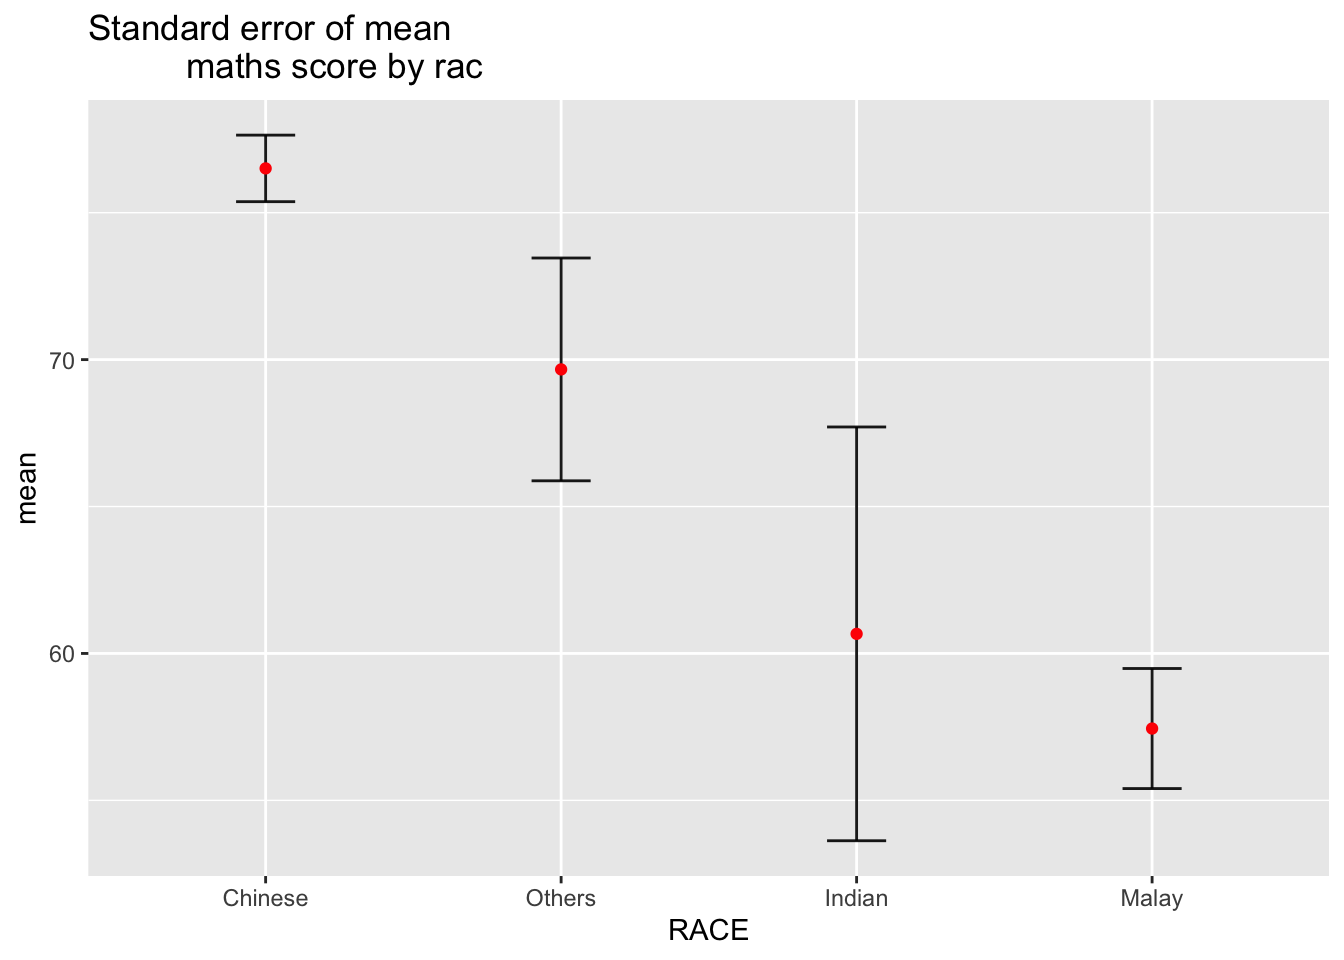 Standard error of mean
maths score by rac
70
60
mean
Chinese
Others
Indian
Malay
RACE